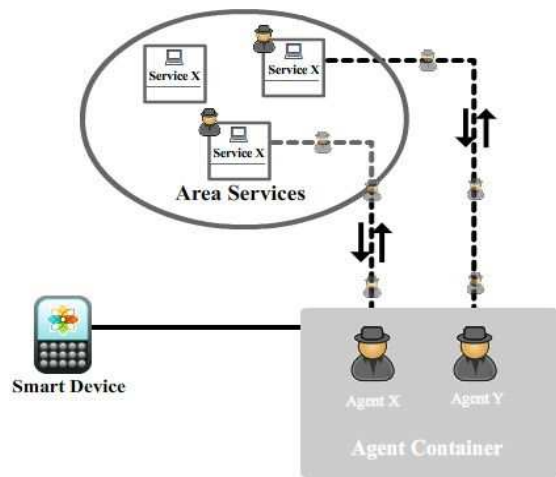 Service X
Service X
Service X
Area Services
Smart Device
Agent X
Agent Y
Agent Container